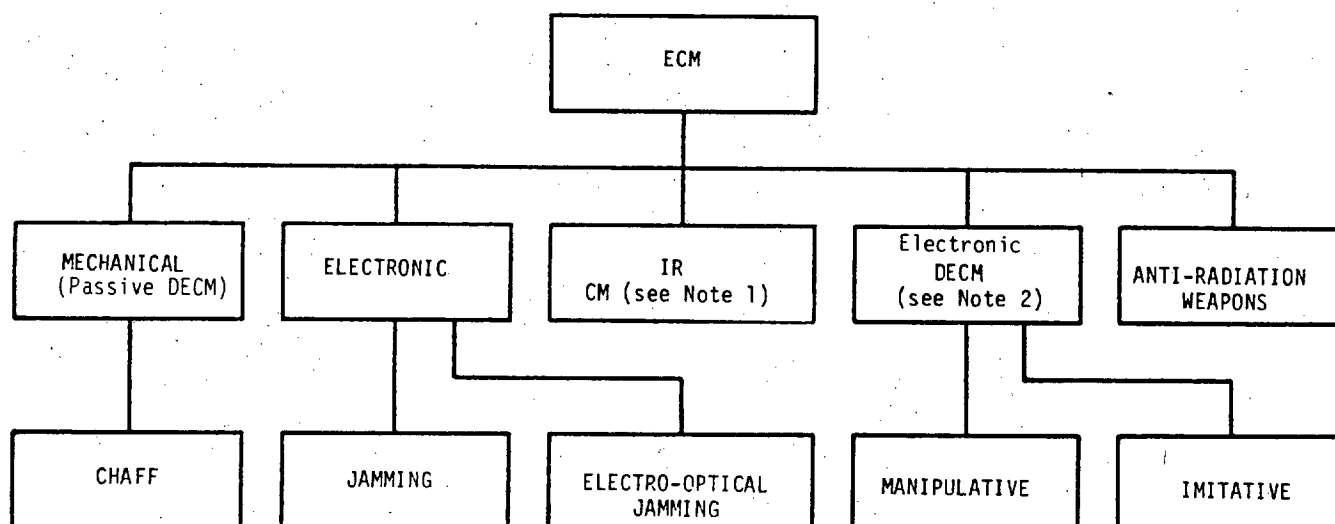 ECM
MECHANICAL
(Passive DECM)
ELECTRONIC
IR
CM (see Note 1)
Electronic
DECM
(see Note 2)
ANTI-RADIATION
WEAPONS
CHAFF
JAMMING
ELECTRO-OPTICAL
JAMMING
MANIPULATIVE
IMITATIVE